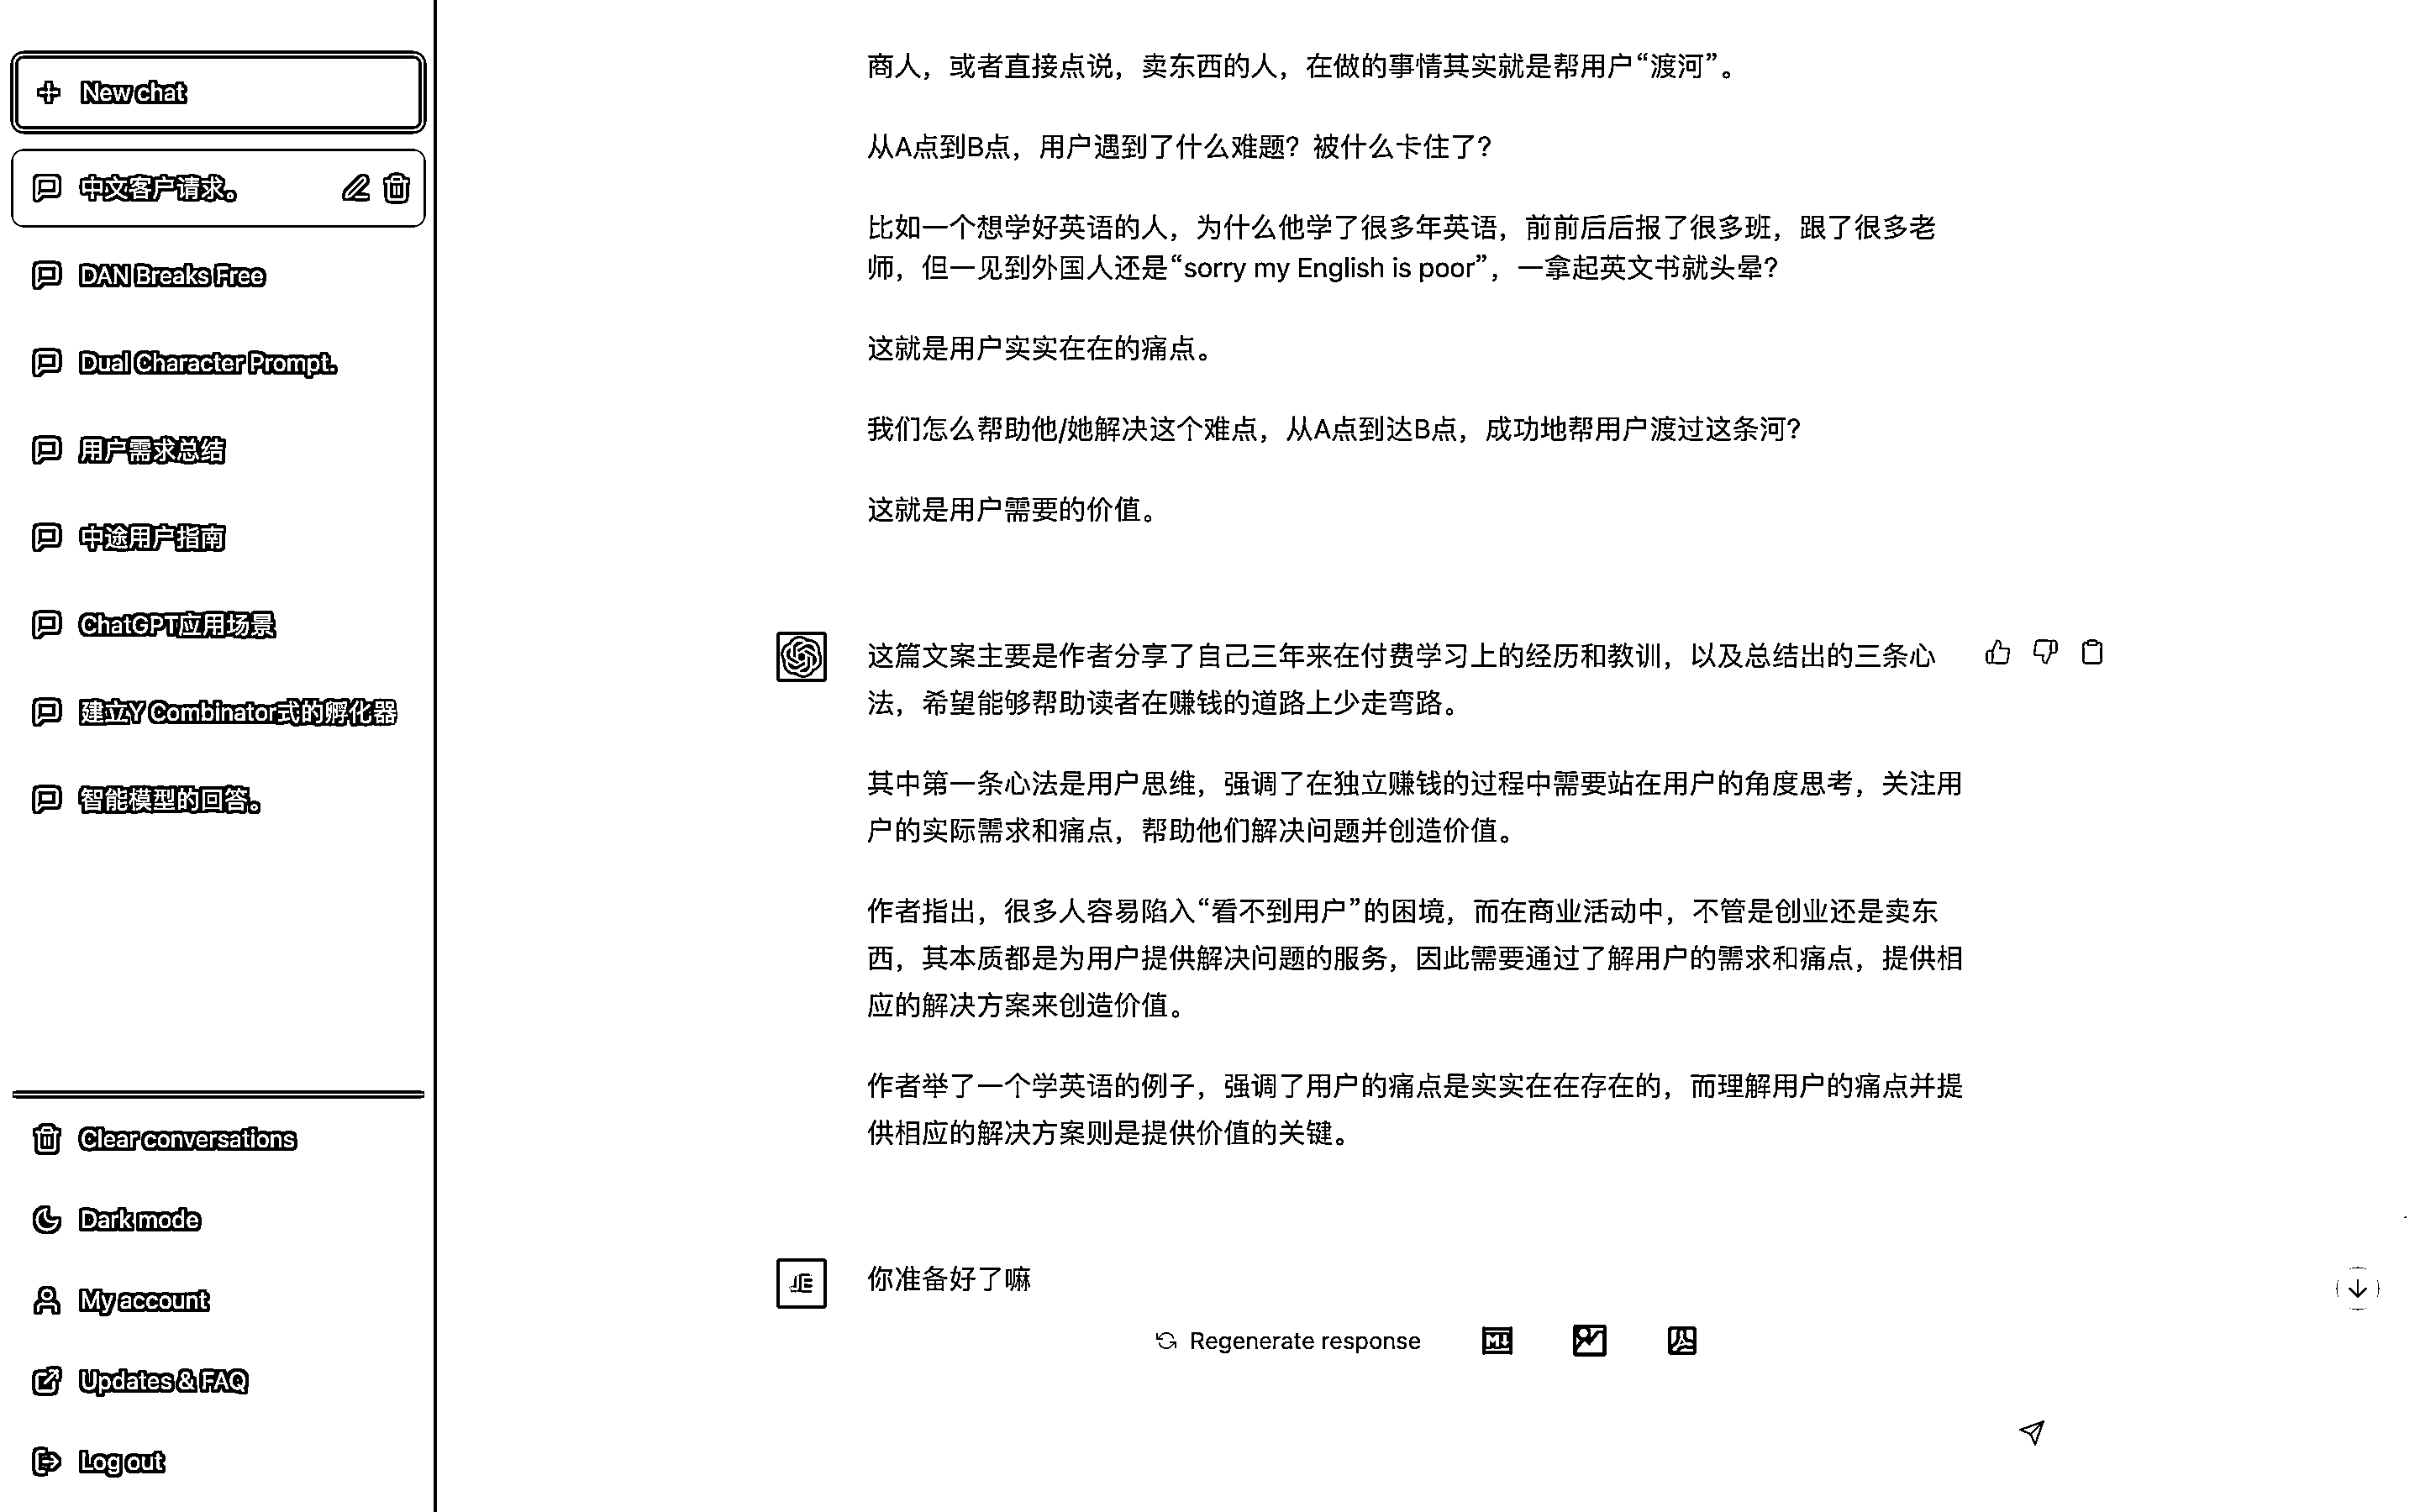 New chat
中文客户请求。
DAN Breaks Free
Dual Character Prompt.
用户需求总结
中途用户指南
ChatGPT应用场景
建立Y Combinator式的孵化器
智能模型的回答。
Clear conversations
Dark mode
My account
Updates & FAQ
Log out
商人，或者直接点说，卖东西的人，在做的事情其实就是帮用户“渡河”。
从A点到B点，用户遇到了什么难题？被什么卡住了？
比如一个想学好英语的人，为什么他学了很多年英语，前前后后报了很多班，跟了很多老
师，但一见到外国人还是“sorry my English is poor”，一拿起英文书就头晕？
这就是用户实实在在的痛点。
我们怎么帮助他/她解决这个难点，从A点到达B点，成功地帮用户渡过这条河？
这就是用户需要的价值。
这篇文案主要是作者分享了自己三年来在付费学习上的经历和教训，以及总结出的三条心
法，希望能够帮助读者在赚钱的道路上少走弯路。
其中第一条心法是用户思维，强调了在独立赚钱的过程中需要站在用户的角度思考，关注用
户的实际需求和痛点，帮助他们解决问题并创造价值。
作者指出，很多人容易陷入“看不到用户”的困境，而在商业活动中，不管是创业还是卖东
西，其本质都是为用户提供解决问题的服务，因此需要通过了解用户的需求和痛点，提供相
应的解决方案来创造价值。
作者举了一个学英语的例子，强调了用户的痛点是实实在在存在的，而理解用户的痛点并提
供相应的解决方案则是提供价值的关键。
你准备好了嘛
Regenerate response